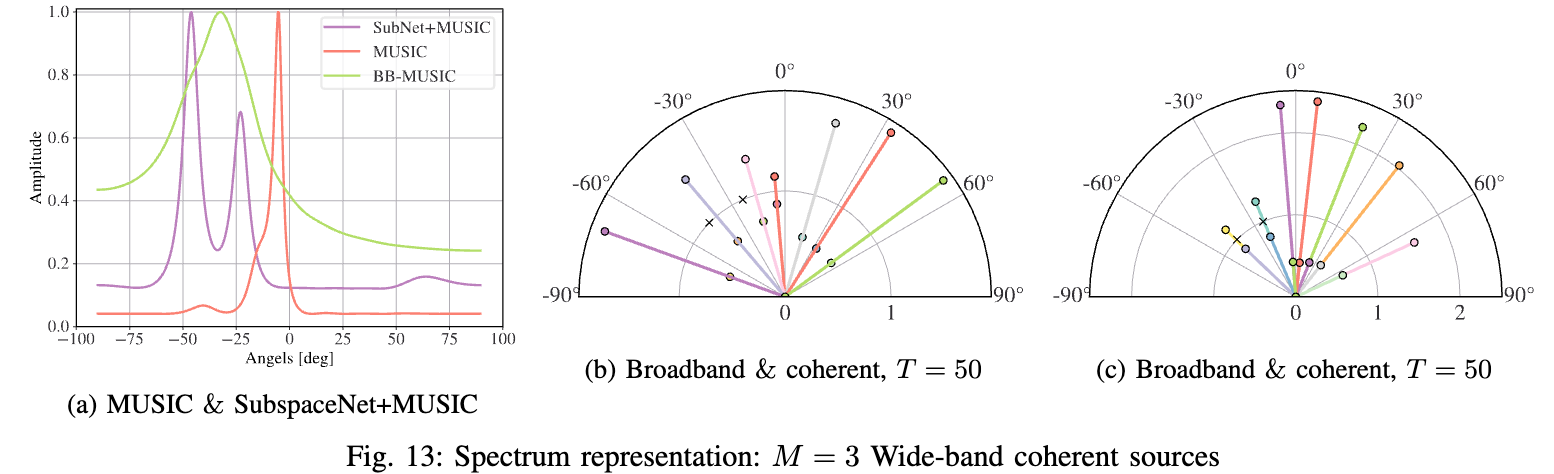 1.0
0.8
0.6
0.4
0.2
0.0
Amplitude
SubNet+MUSIC
MUSIC
BB-MUSIC
−100 −75 −50 −25 0 25 50 75 100
Angels [deg]
(a) MUSIC & SubspaceNet+MUSIC
0°
-30° 30°
-60° 60°
-90° 90°
0 1
(b) Broadband & coherent, T = 50
0°
-30° 30°
-60° 60°
-90° 90°
0 1 2
(c) Broadband & coherent, T = 50
Fig. 13: Spectrum representation: M = 3 Wide-band coherent sources